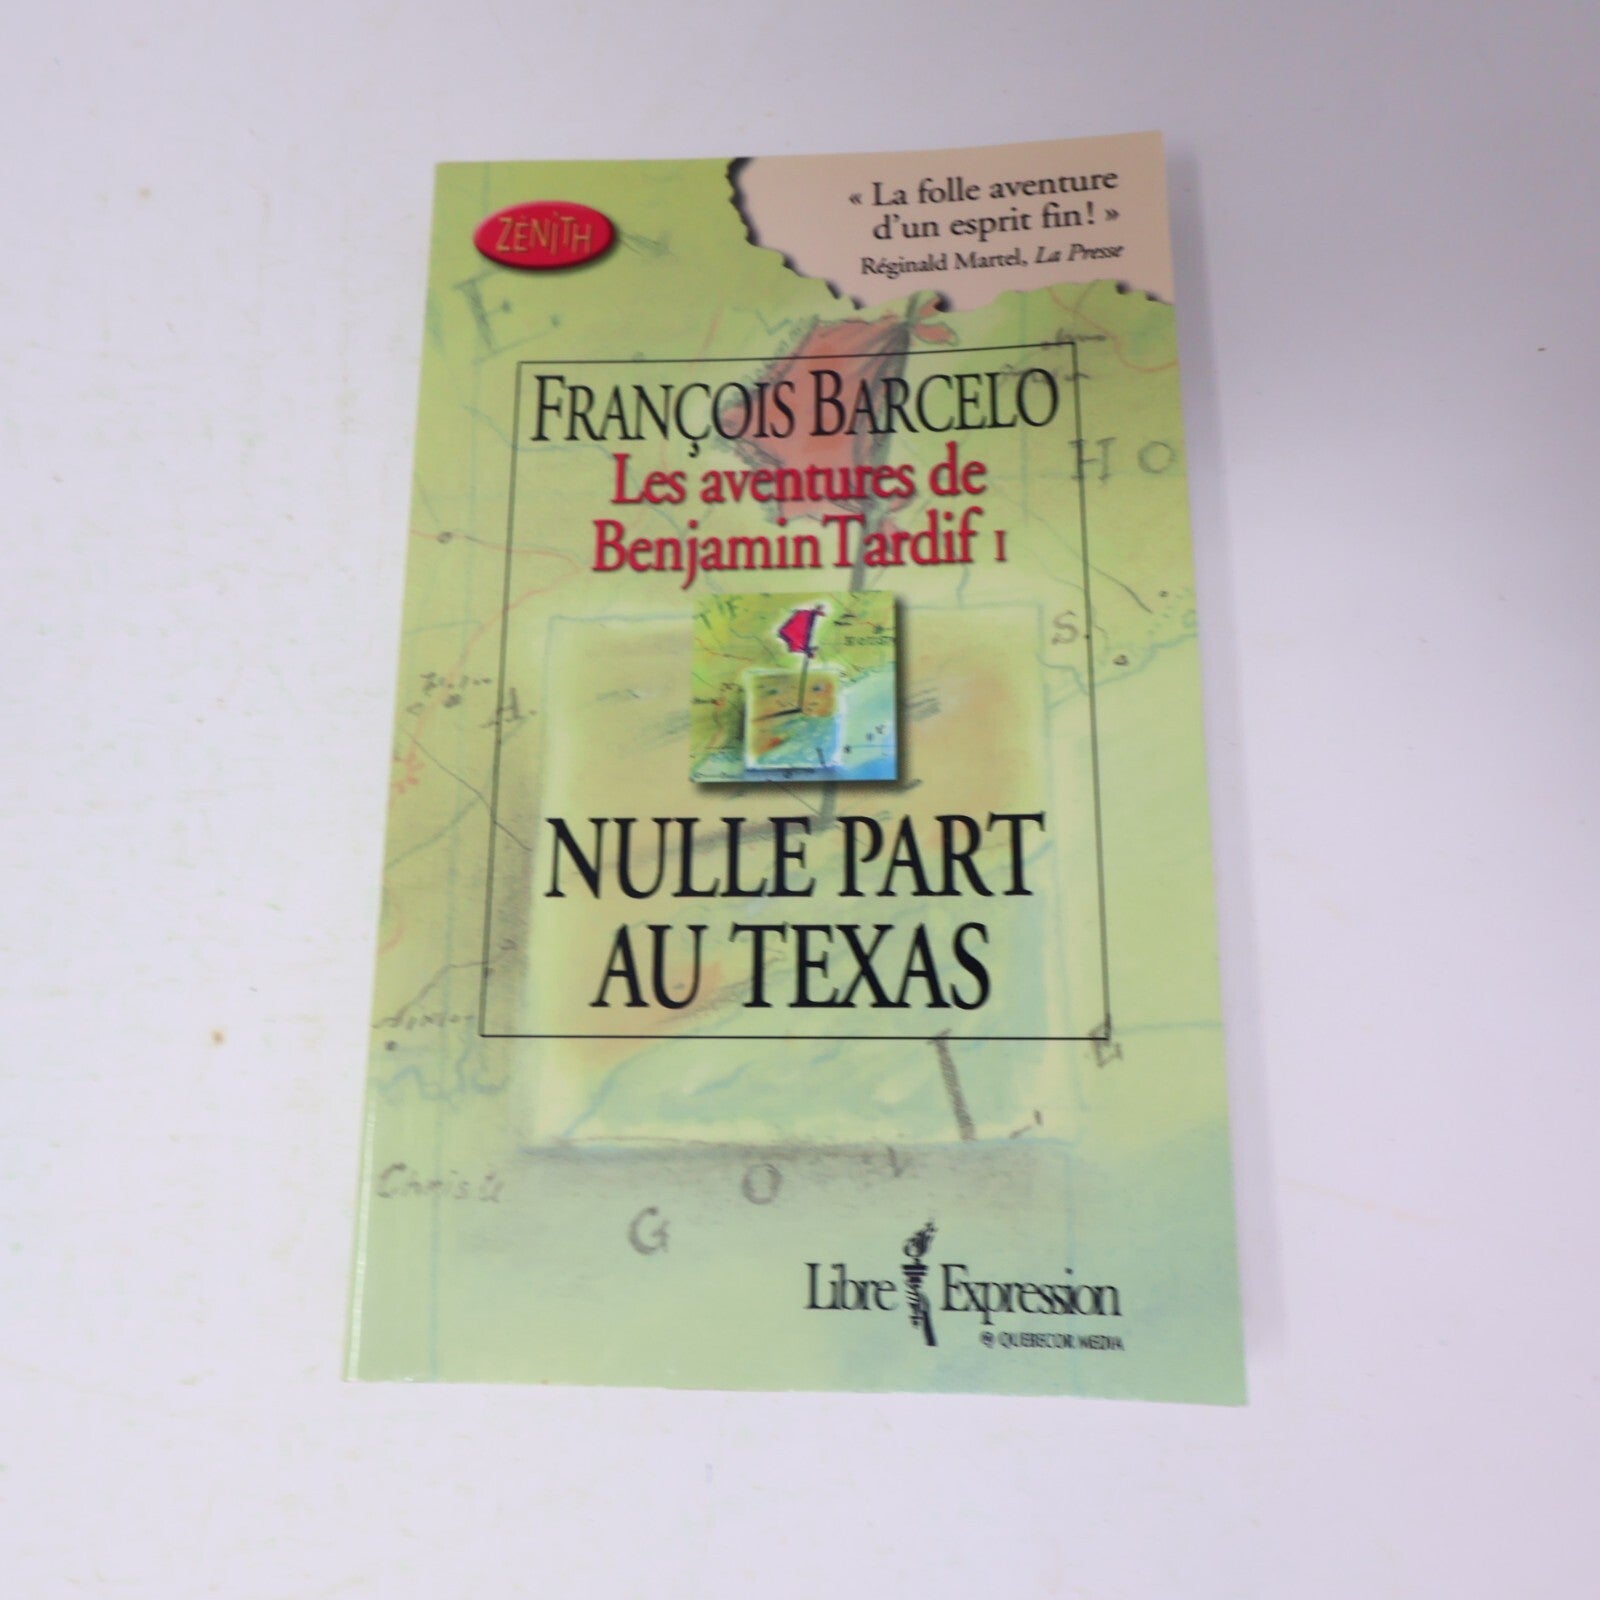 ZÉNITH
« La folle aventure
d'un esprit fin! »
Réginald Martel, La Presse
FRANÇOIS BARCELO
Les aventures de
Benjamin Tardif I
NULLE PART
AU TEXAS
H O
S.
E
G O
Libre Expression
QUEBECOR MEDIA